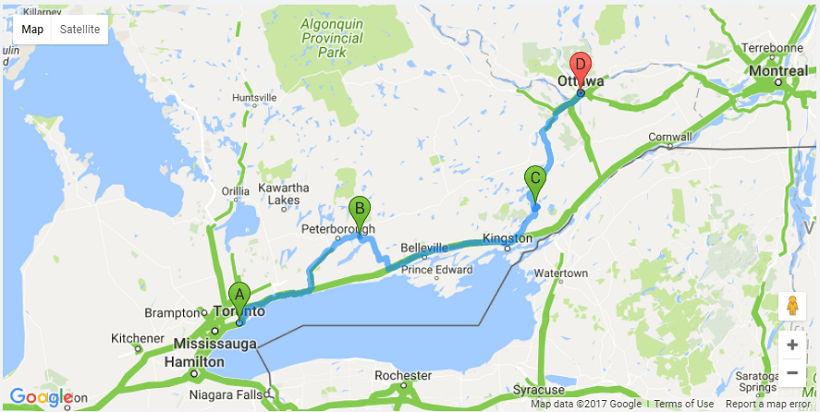 Killarney
Map Satellite
Algonquin
Provincial
Park
Terrebonne
Montreal
D
Ottawa
Huntsville
Cornwall
C
Orillia
Kawartha
Lakes
B
Peterborough
Belleville
Kingston
Prince Edward
Watertown
A
Toronto
Brampton
Kitchener
Mississauga
Hamilton
Rochester
Syracuse
Niagara Falls
Saratoga
Springs
Google
Map data ©2017 Google Terms of Use Report a map error